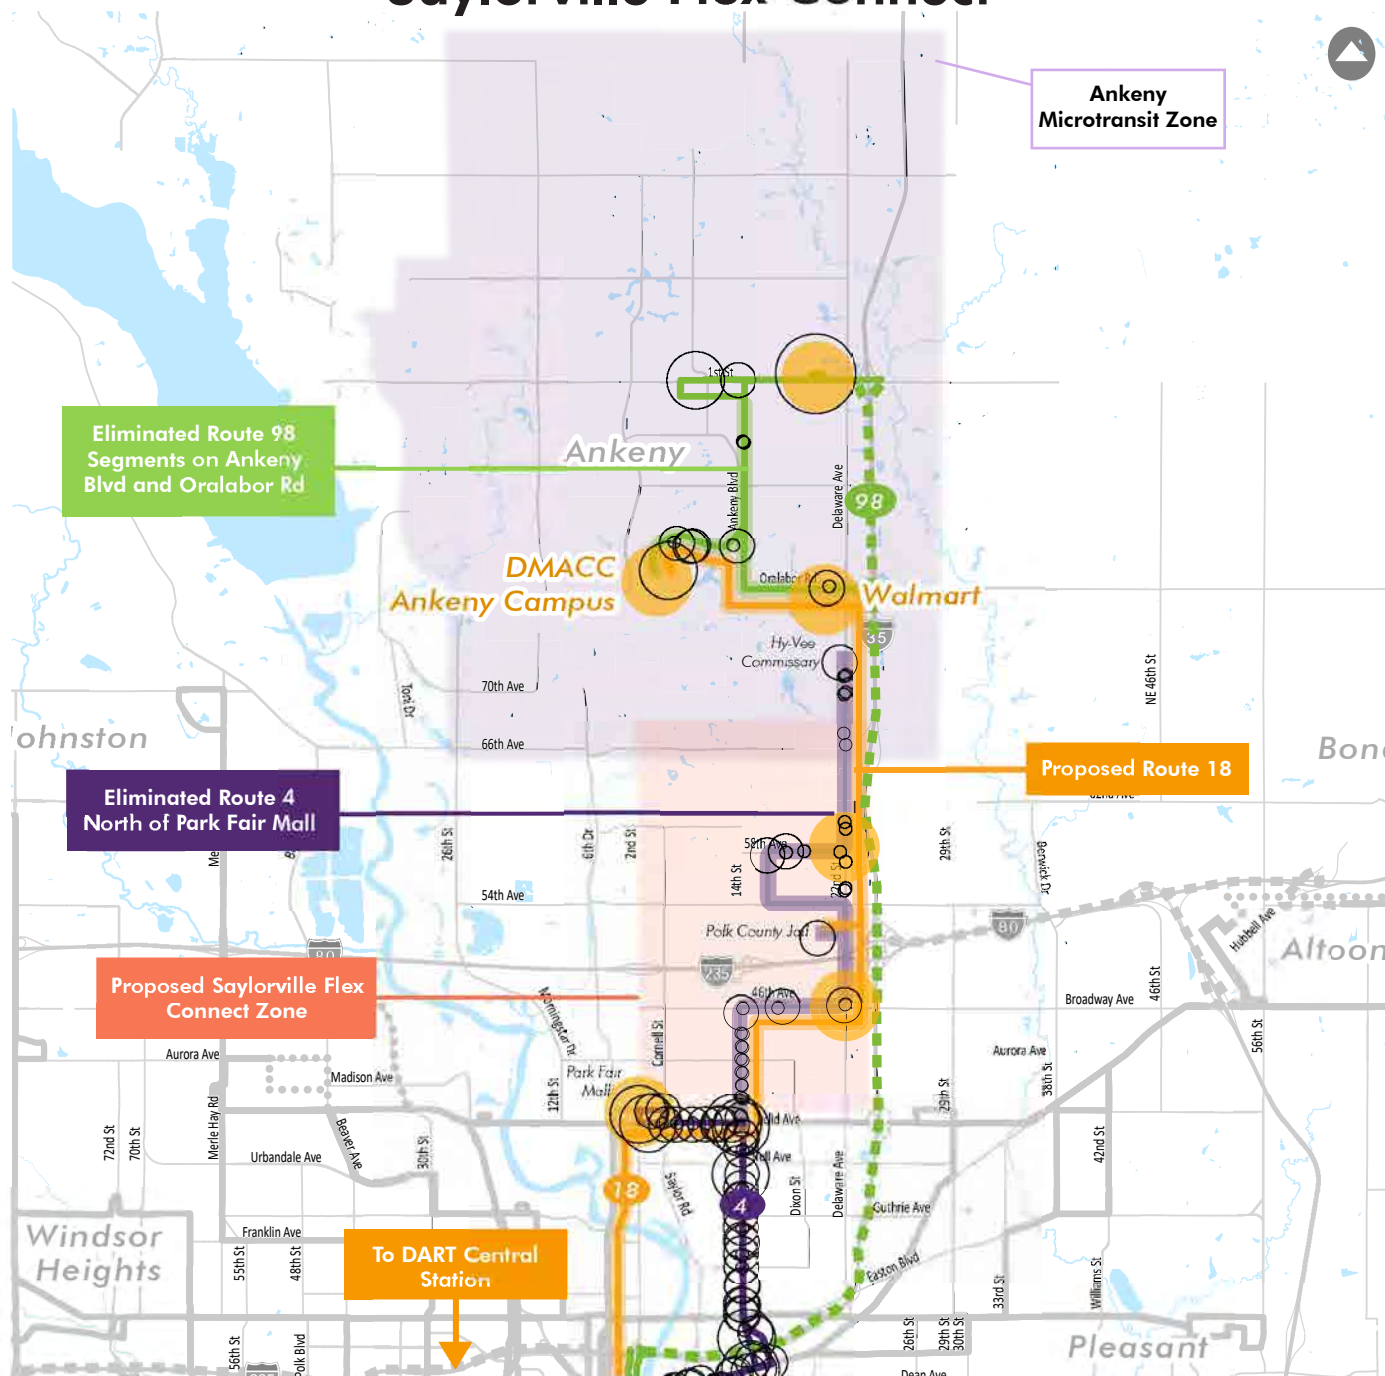 Saylorville Flex Connect
Ankeny
Microtransit Zone
1st St
Eliminated Route 98
Segments on Ankeny
Blvd and Oralabor Rd
Ankeny
Ankeny Blvd
Delaware Ave
98
DMACC
Ankeny Campus
Oralabor Rd
Walmart
35
Hy-Vee
Commissary
70th Ave
Toni Dr
NE 46th St
66th Ave
Proposed Route 18
Eliminated Route 4
North of Park Fair Mall
26th St
6th Dr
2nd St
58th Ave
14th St
22nd St
29th St
Berwick Dr
54th Ave
Polk County Jail
80
80
235
Hubbell Ave
Proposed Saylorville Flex
Connect Zone
46th Ave
Broadway Ave
46th St
56th St
Morningstar Dr
Cornell St
Aurora Ave
Aurora Ave
Madison Ave
Park Fair
Mall
12th St
29th St
38th St
72nd St
70th St
Merle Hay Rd
Beaver Ave
30th St
Urbandale Ave
42nd St
18
4
Saylor Rd
Dixon St
Delaware Ave
Guthrie Ave
Windsor
Heights
Franklin Ave
55th St
48th St
To DART Central
Station
Easton Blvd
33rd St
Williams St
56th St
Polk Blvd
26th St
29th St
30th St
Pleasant
Dean Ave